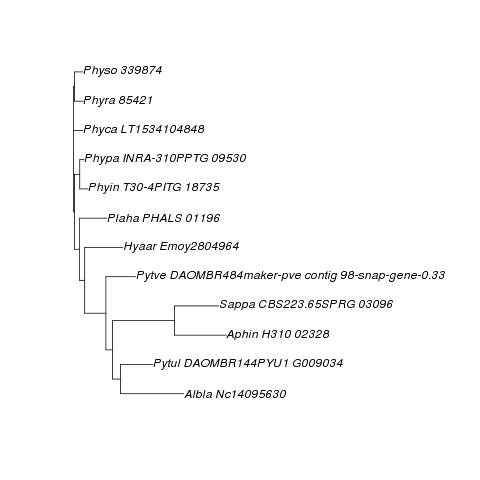 Physo 339874
Phyra 85421
Phyca LT1534104848
Phypa INRA-310PPTG 09530
Phyin T30-4PITG 18735
Plaha PHALS 01196
Hyaar Emoy2804964
Pytve DAOMBR484maker-pve contig 98-snap-gene-0.33
Sappa CBS223.65SPRG 03096
Aphin H310 02328
Pytul DAOMBR144PYU1 G009034
Albla Nc14095630